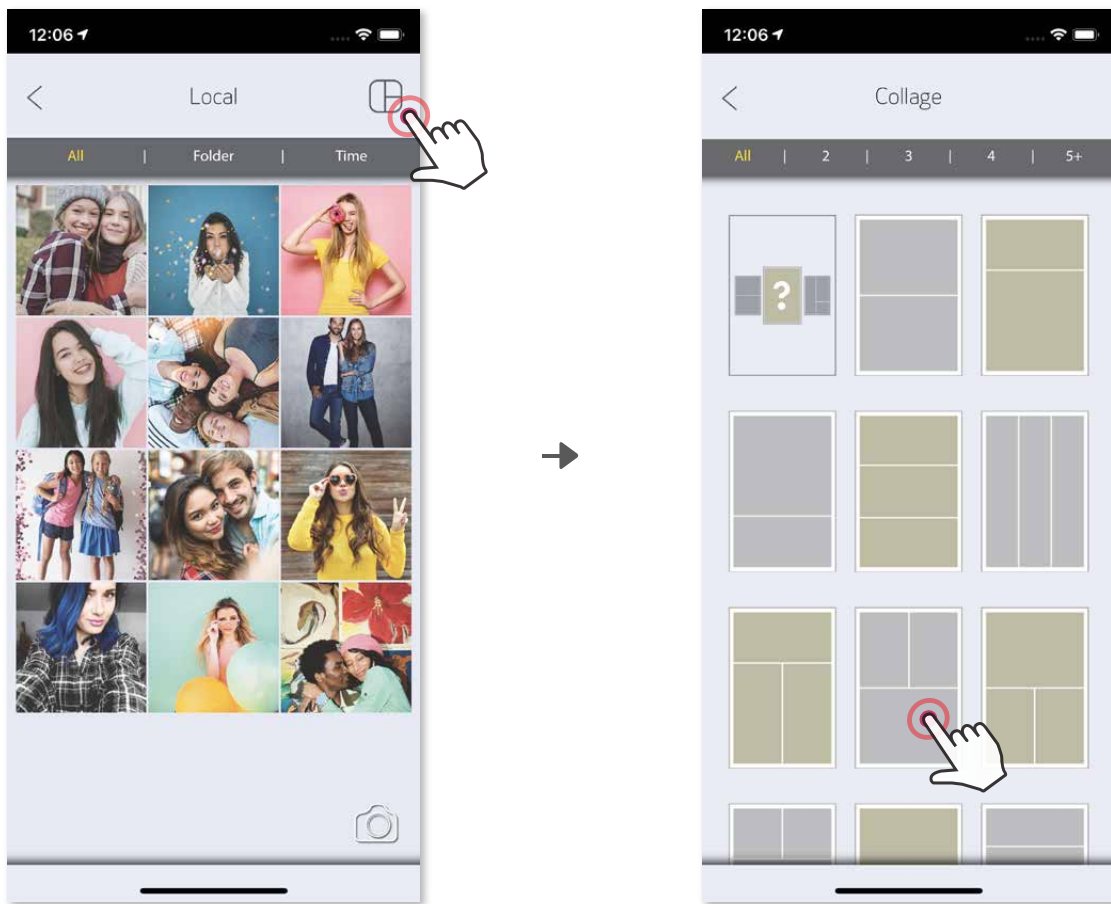 12:06
Local
All | Folder | Time
12:06
Collage
All | 2 | 3 | 4 | 5+
?